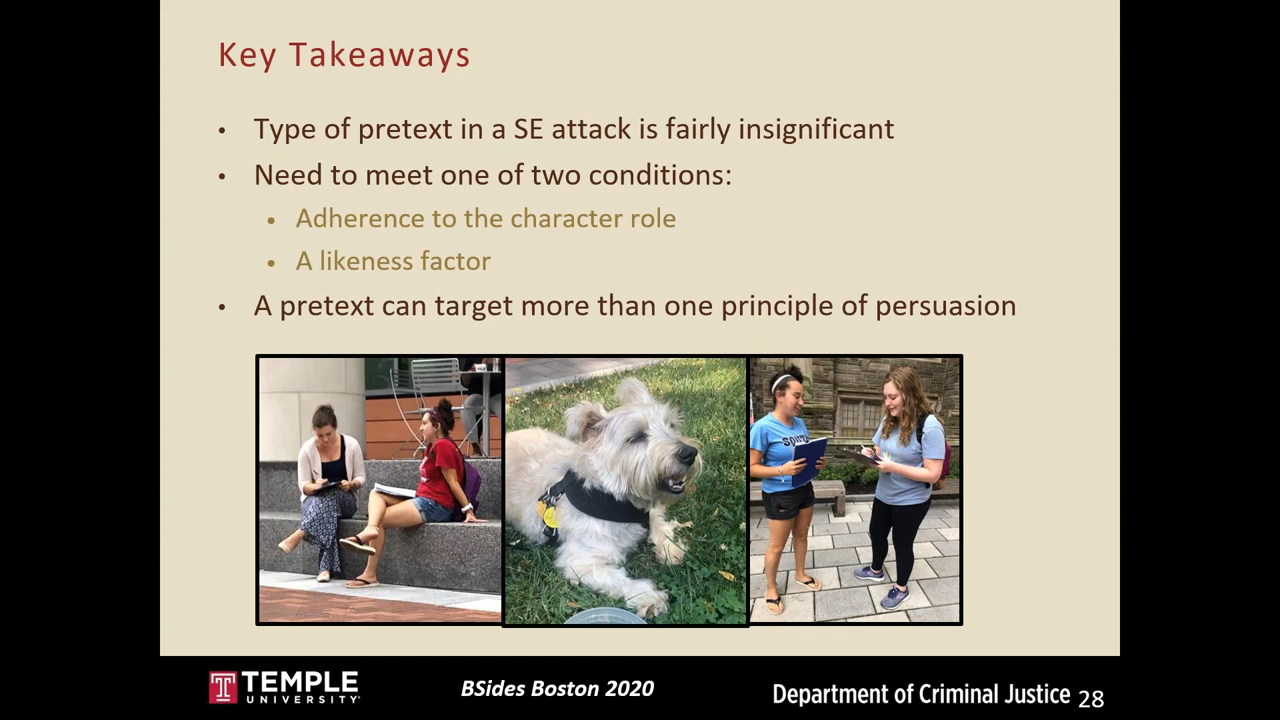 Key Takeaways
• Type of pretext in a SE attack is fairly insignificant
• Need to meet one of two conditions:
• Adherence to the character role
• A likeness factor
• A pretext can target more than one principle of persuasion
SOUTH
T TEMPLE
UNIVERSITY
BSides Boston 2020
Department of Criminal Justice 28